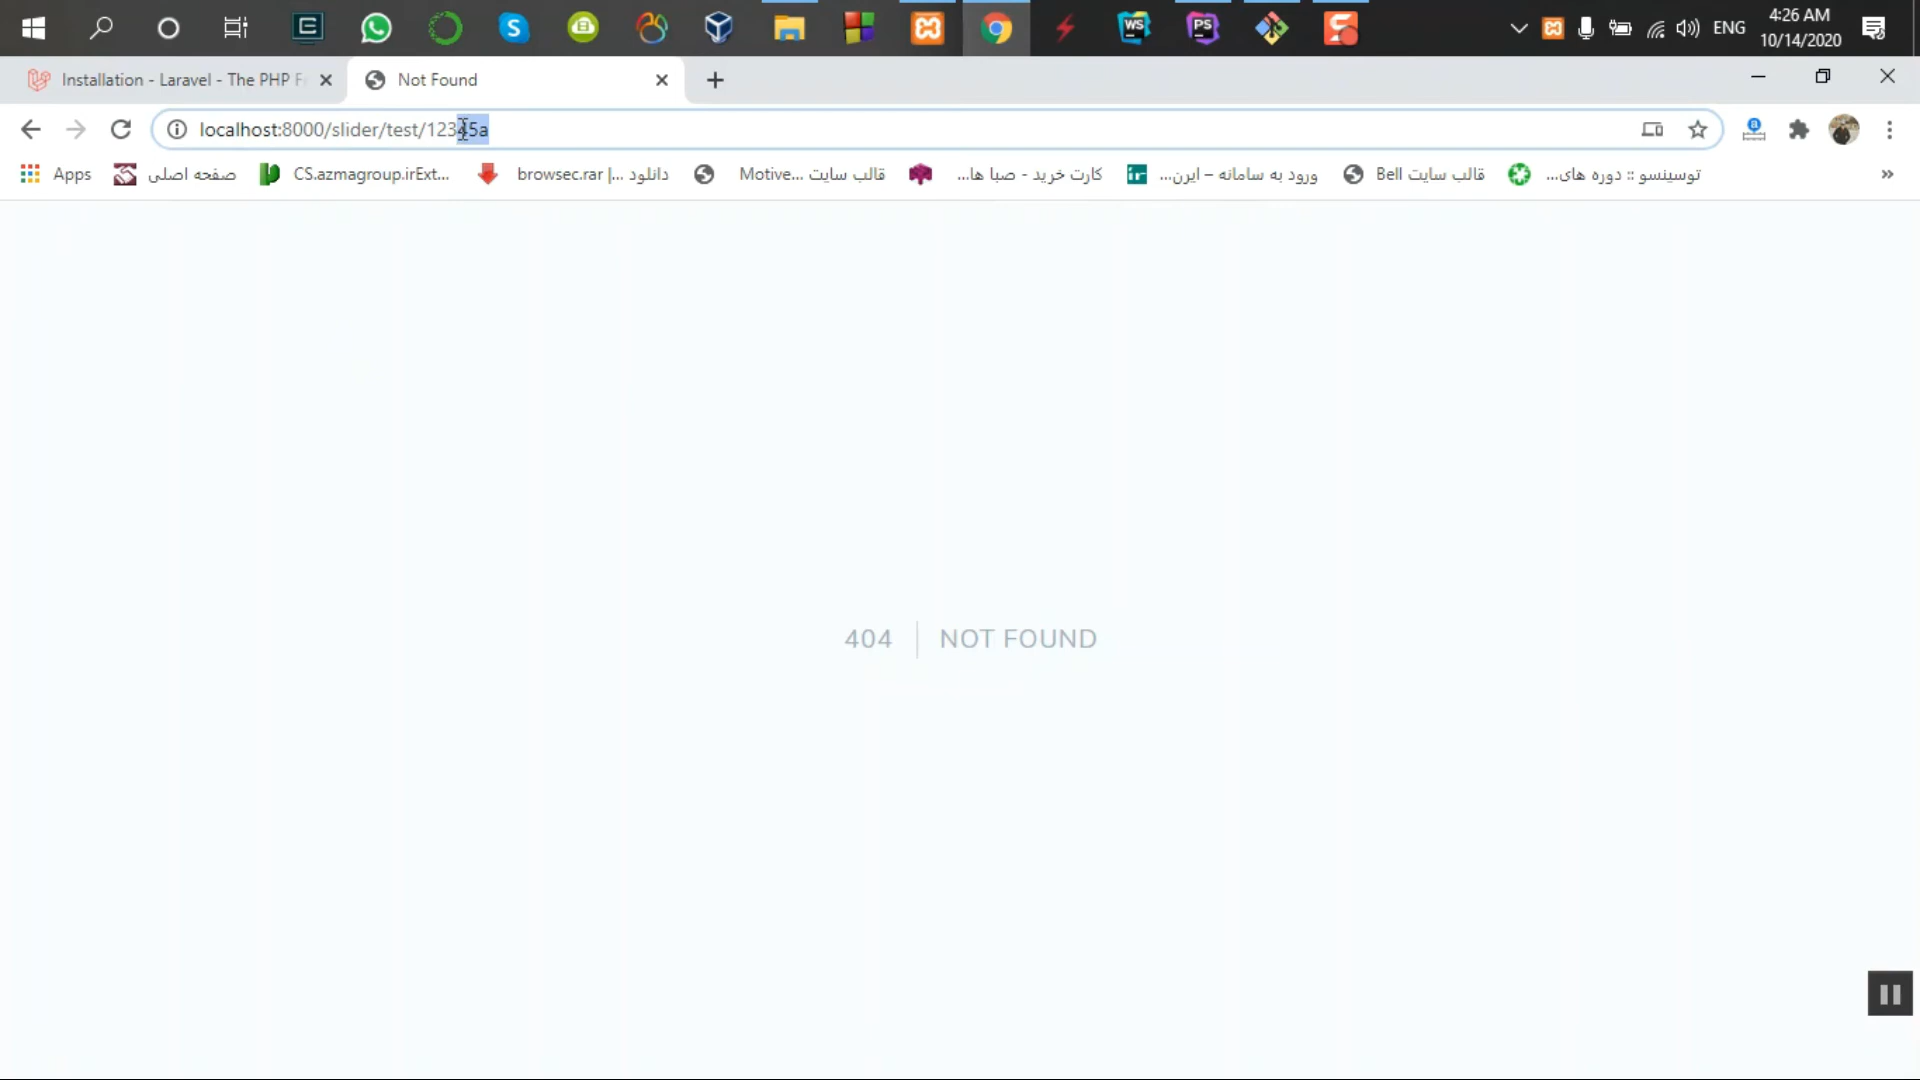 4:26 AM
ENG
10/14/2020
Installation - Laravel - The PHP F
Not Found
localhost:8000/slider/test/12345a
Apps
صفحه اصلی
CS.azmagroup.irExt...
دانلود ...| browsec.rar
قالب سایت ...Motive
کارت خرید - صبا ها...
ورود به سامانه – ایرن...
قالب سایت Bell
توسینسو :: دوره های...
404 NOT FOUND